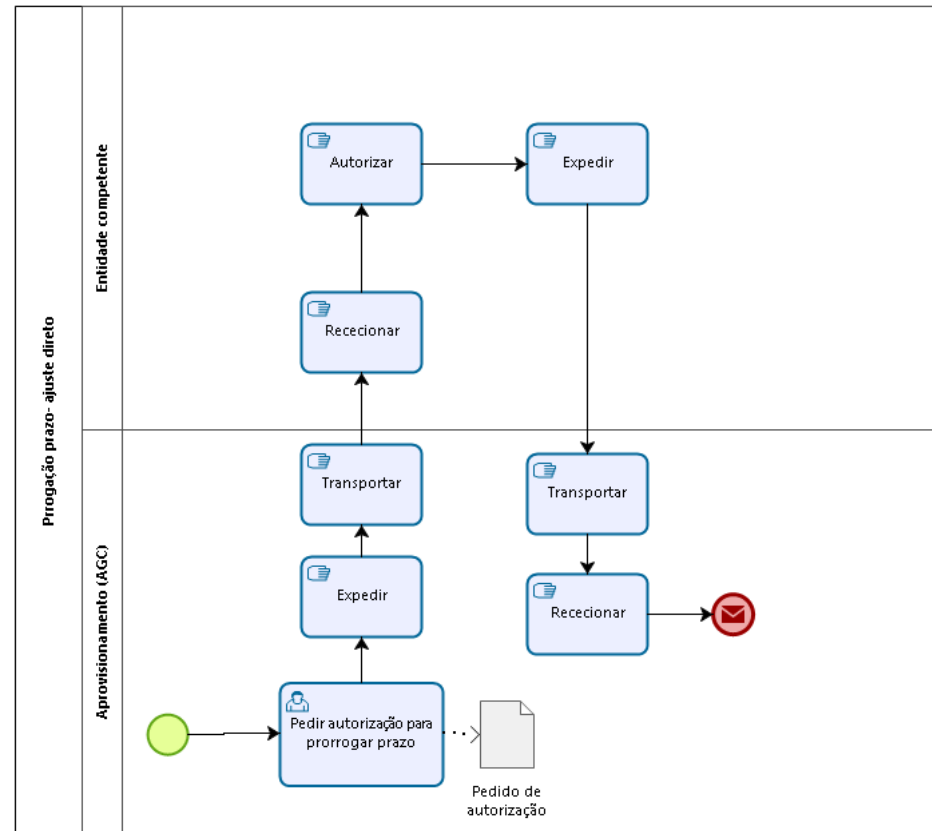 Prrogação prazo- ajuste direto
Entidade competente
Autorizar
Expedir
Rececionar
Aprovisionamento (AGC)
Transportar
Transportar
Expedir
Rececionar
Pedir autorização para
prorrogar prazo
Pedido de
autorização